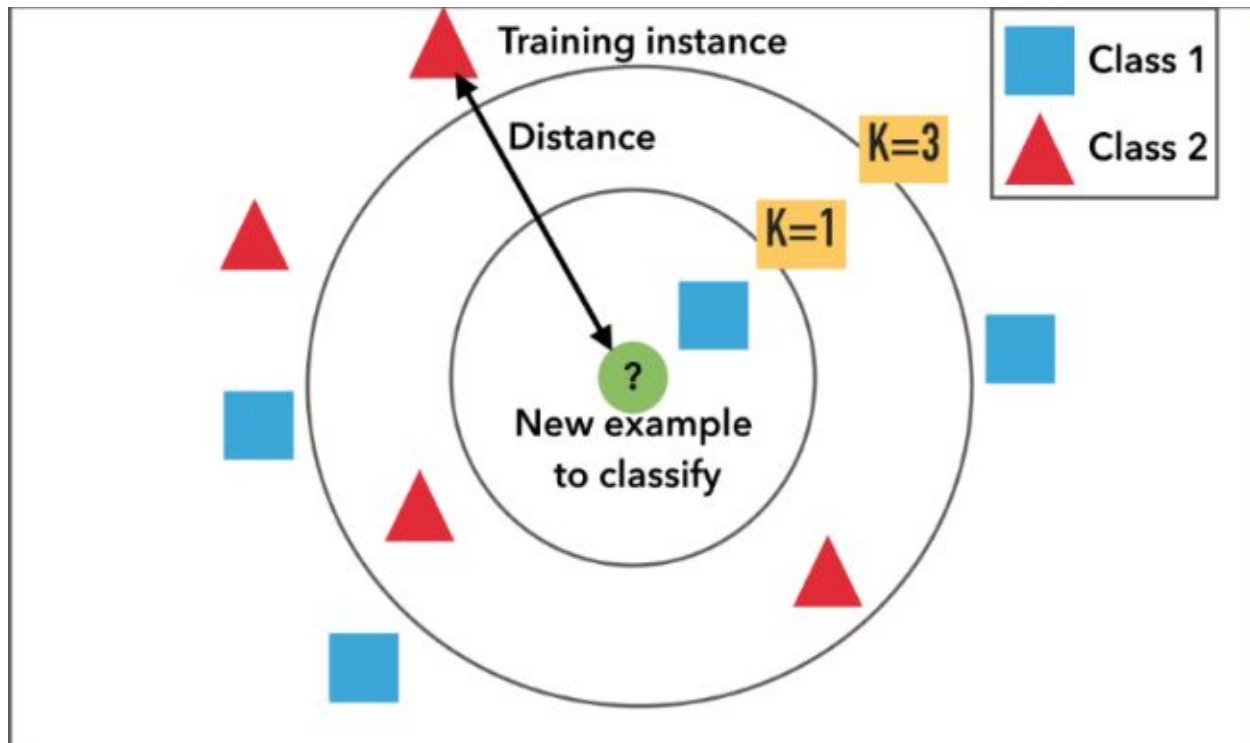 Training instance
Distance
K=3
K=1
Class 1
Class 2
?
New example
to classify